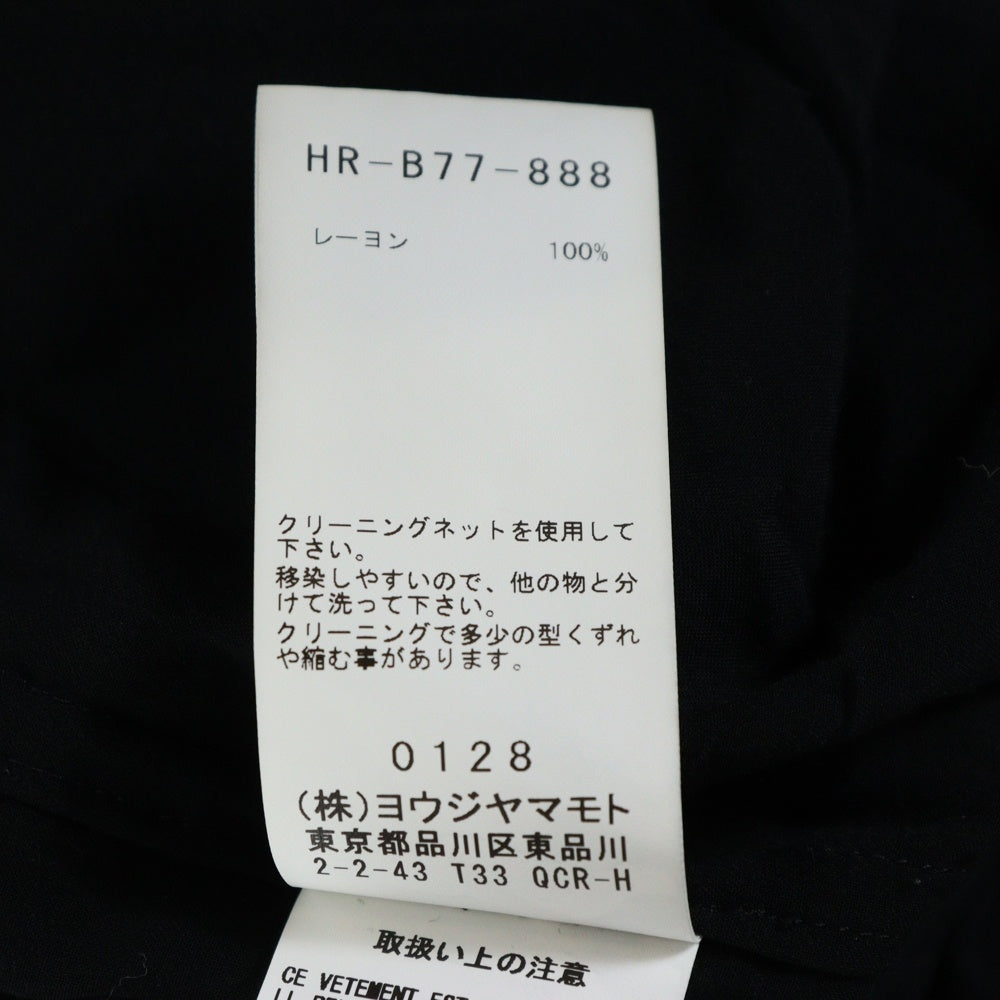 HR-B77-888
レーヨン 100%
クリーニングネットを使用して
下さい。
移染しやすいので、他の物と分
けて洗って下さい。
クリーニングで多少の型くずれ
や縮む事があります。
0128
(株)ヨウジヤマモト
東京都品川区東品川
2-2-43 T33 QCR-H
取扱い上の注意
CE VETEMENT EST